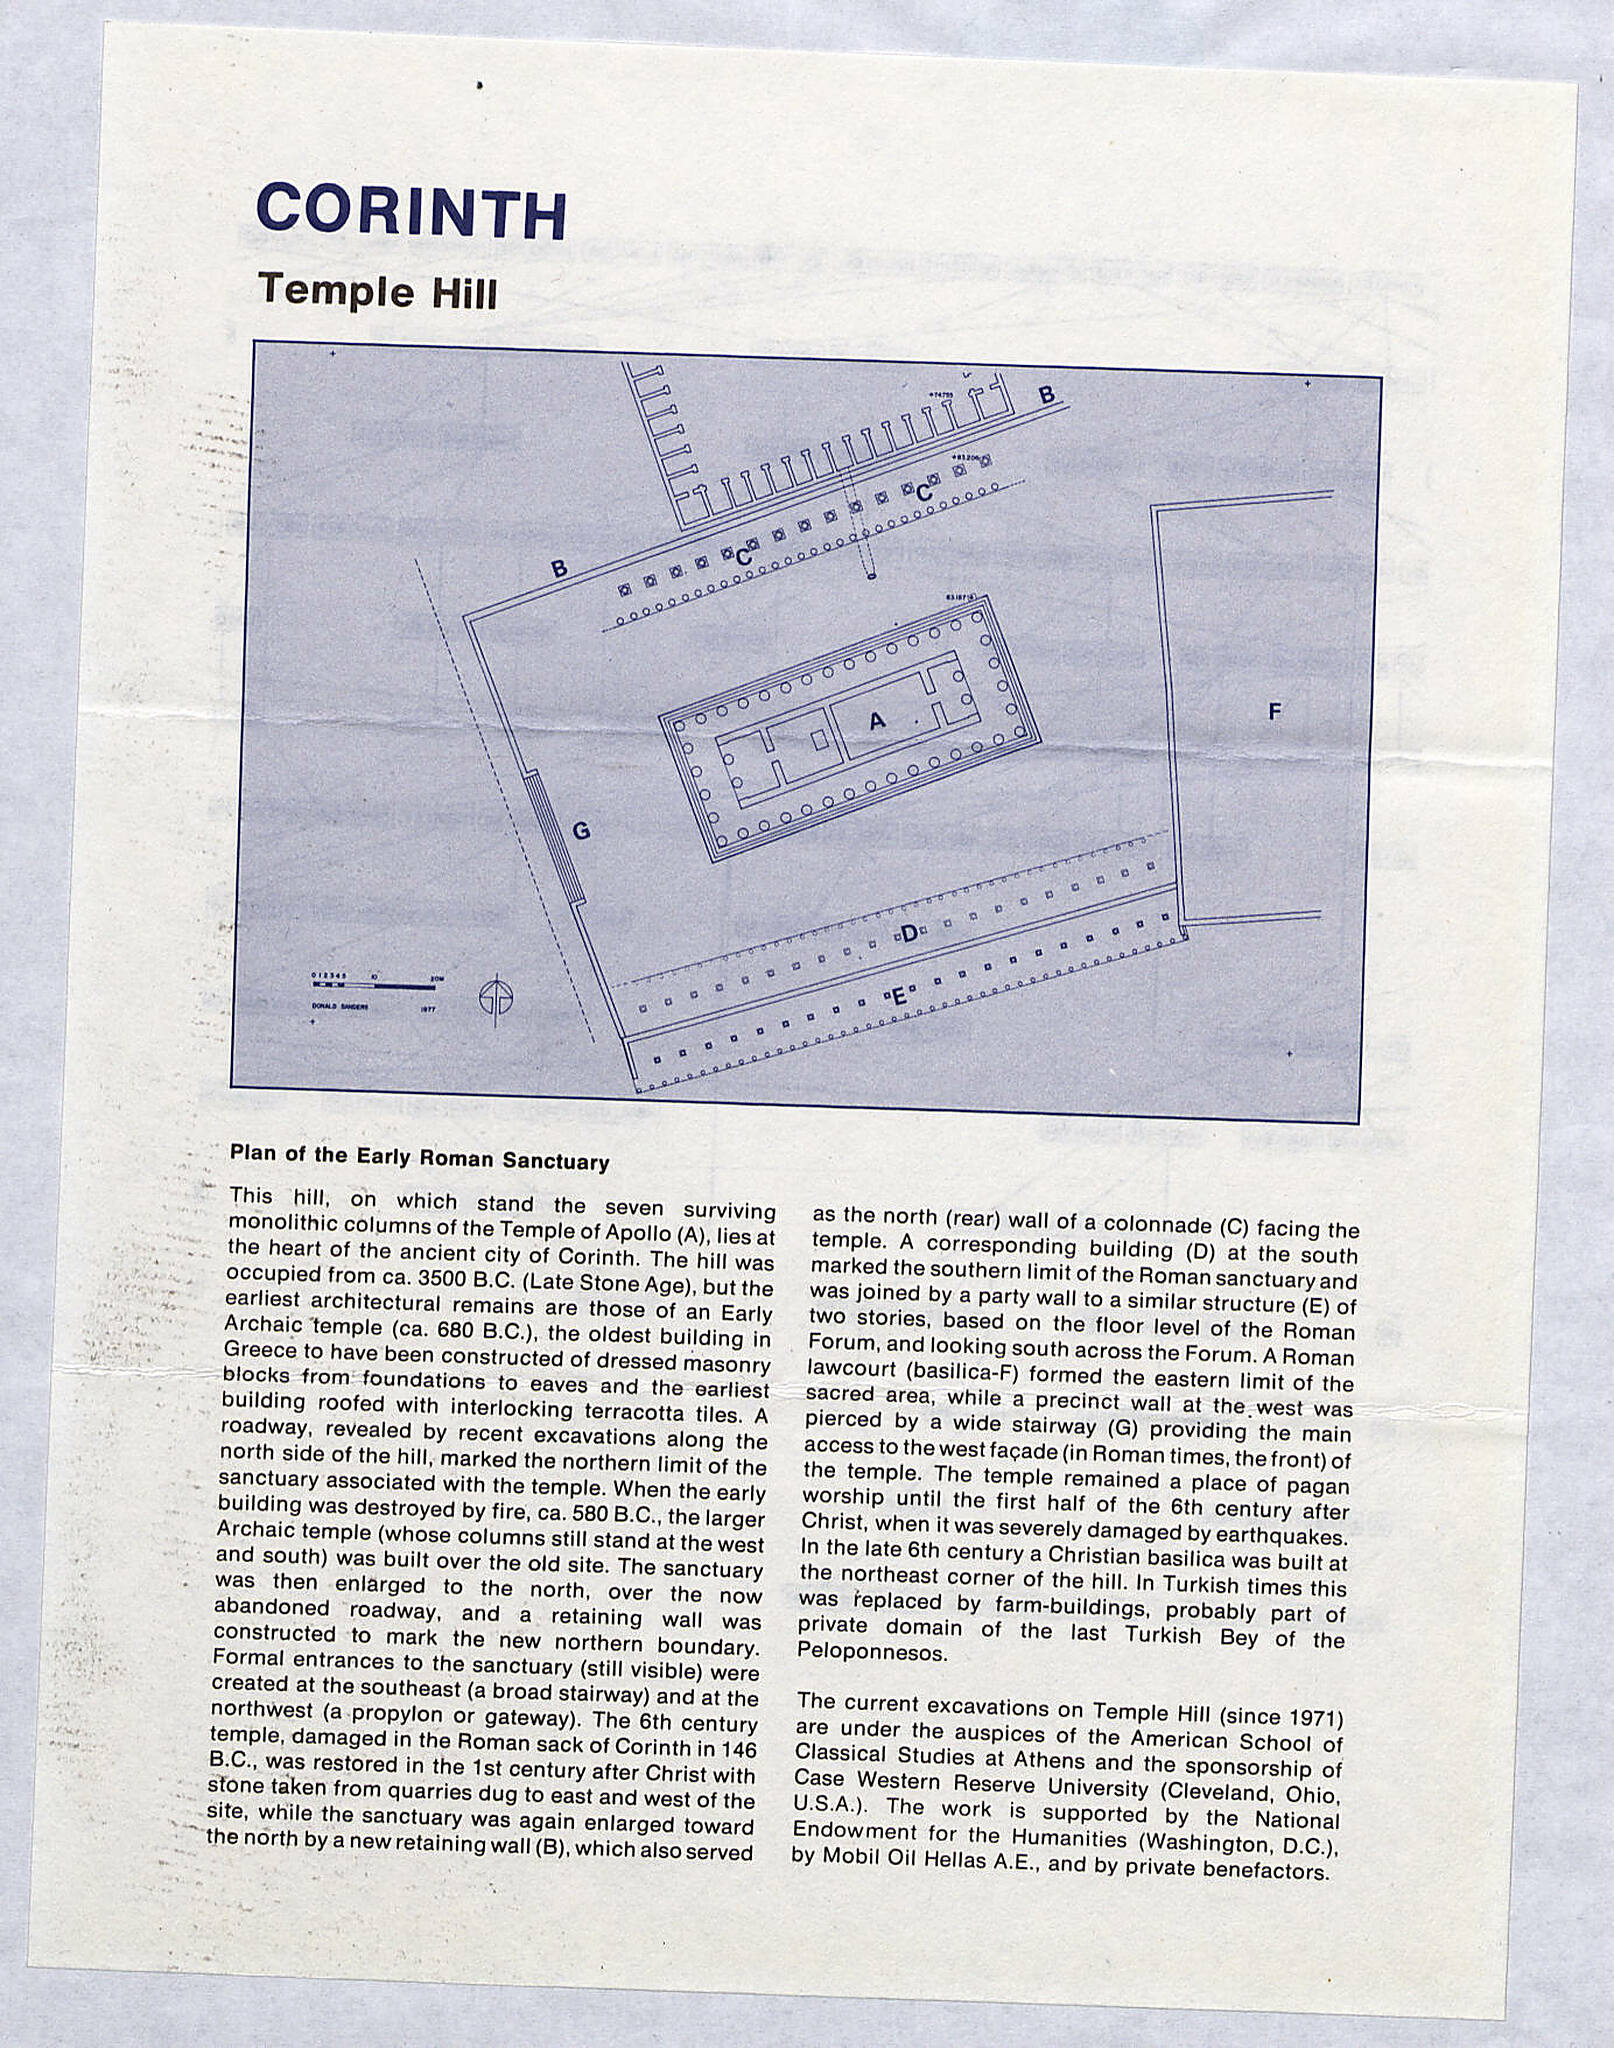 CORINTH
Temple Hill
B
B
C
C
A
F
G
D
E
0 1 2 3 4 5 10 20M
DONALD SANDERS 1977
Plan of the Early Roman Sanctuary
This hill, on which stand the seven surviving
monolithic columns of the Temple of Apollo (A), lies at
the heart of the ancient city of Corinth. The hill was
occupied from ca. 3500 B.C. (Late Stone Age), but the
earliest architectural remains are those of an Early
Archaic temple (ca. 680 B.C.), the oldest building in
Greece to have been constructed of dressed masonry
blocks from foundations to eaves and the earliest
building roofed with interlocking terracotta tiles. A
roadway, revealed by recent excavations along the
north side of the hill, marked the northern limit of the
sanctuary associated with the temple. When the early
building was destroyed by fire, ca. 580 B.C., the larger
Archaic temple (whose columns still stand at the west
and south) was built over the old site. The sanctuary
was then enlarged to the north, over the now
abandoned roadway, and a retaining wall was
constructed to mark the new northern boundary.
Formal entrances to the sanctuary (still visible) were
created at the southeast (a broad stairway) and at the
northwest (a propylon or gateway). The 6th century
temple, damaged in the Roman sack of Corinth in 146
B.C., was restored in the 1st century after Christ with
stone taken from quarries dug to east and west of the
site, while the sanctuary was again enlarged toward
the north by a new retaining wall (B), which also served
as the north (rear) wall of a colonnade (C) facing the
temple. A corresponding building (D) at the south
marked the southern limit of the Roman sanctuary and
was joined by a party wall to a similar structure (E) of
two stories, based on the floor level of the Roman
Forum, and looking south across the Forum. A Roman
lawcourt (basilica-F) formed the eastern limit of the
sacred area, while a precinct wall at the west was
pierced by a wide stairway (G) providing the main
access to the west façade (in Roman times, the front) of
the temple. The temple remained a place of pagan
worship until the first half of the 6th century after
Christ, when it was severely damaged by earthquakes.
In the late 6th century a Christian basilica was built at
the northeast corner of the hill. In Turkish times this
was replaced by farm-buildings, probably part of
private domain of the last Turkish Bey of the
Peloponnesos.
The current excavations on Temple Hill (since 1971)
are under the auspices of the American School of
Classical Studies at Athens and the sponsorship of
Case Western Reserve University (Cleveland, Ohio,
U.S.A.). The work is supported by the National
Endowment for the Humanities (Washington, D.C.),
by Mobil Oil Hellas A.E., and by private benefactors.